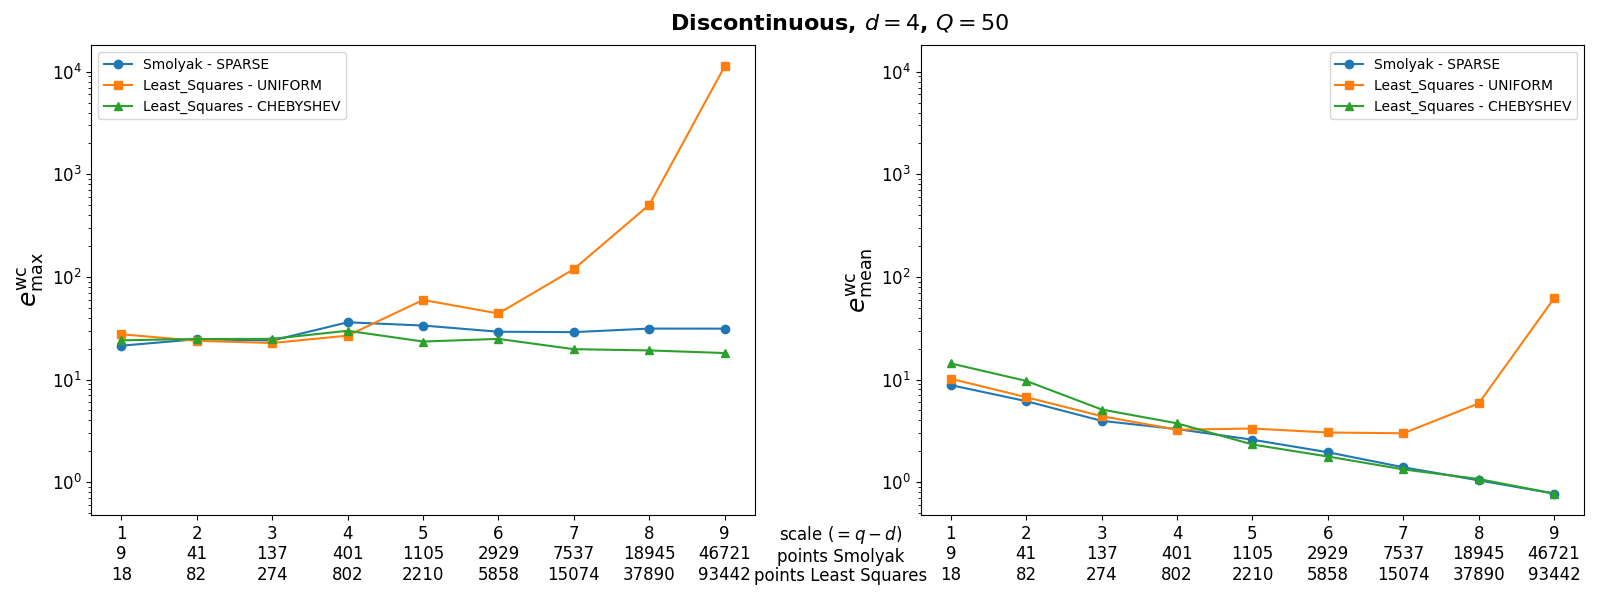 Discontinuous, d = 4, Q = 50
Smolyak - SPARSE
Least_Squares - UNIFORM
Least_Squares - CHEBYSHEV
10^4
10^3
10^2
10^1
10^0
e^wc_max
1 2 3 4 5 6 7 8 9
9 41 137 401 1105 2929 7537 18945 46721
18 82 274 802 2210 5858 15074 37890 93442
scale (= q − d)
points Smolyak
points Least Squares
Smolyak - SPARSE
Least_Squares - UNIFORM
Least_Squares - CHEBYSHEV
10^4
10^3
10^2
10^1
10^0
e^wc_mean
1 2 3 4 5 6 7 8 9
9 41 137 401 1105 2929 7537 18945 46721
18 82 274 802 2210 5858 15074 37890 93442